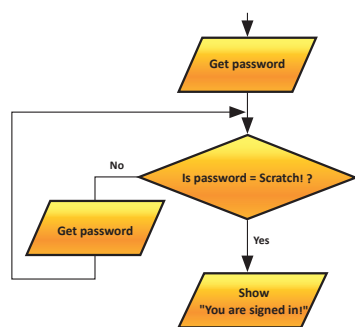 Get password
Is password = Scratch! ?
No
Get password
Yes
Show
"You are signed in!"